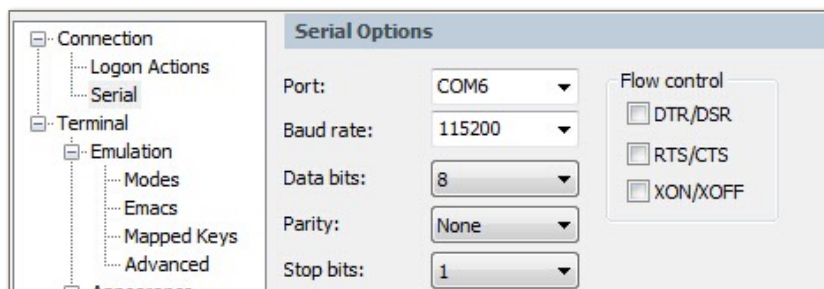 Connection
Logon Actions
Serial
Terminal
Emulation
Modes
Emacs
Mapped Keys
Advanced
Appearance
Serial Options
Port: COM6
Baud rate: 115200
Data bits: 8
Parity: None
Stop bits: 1
Flow control
DTR/DSR
RTS/CTS
XON/XOFF